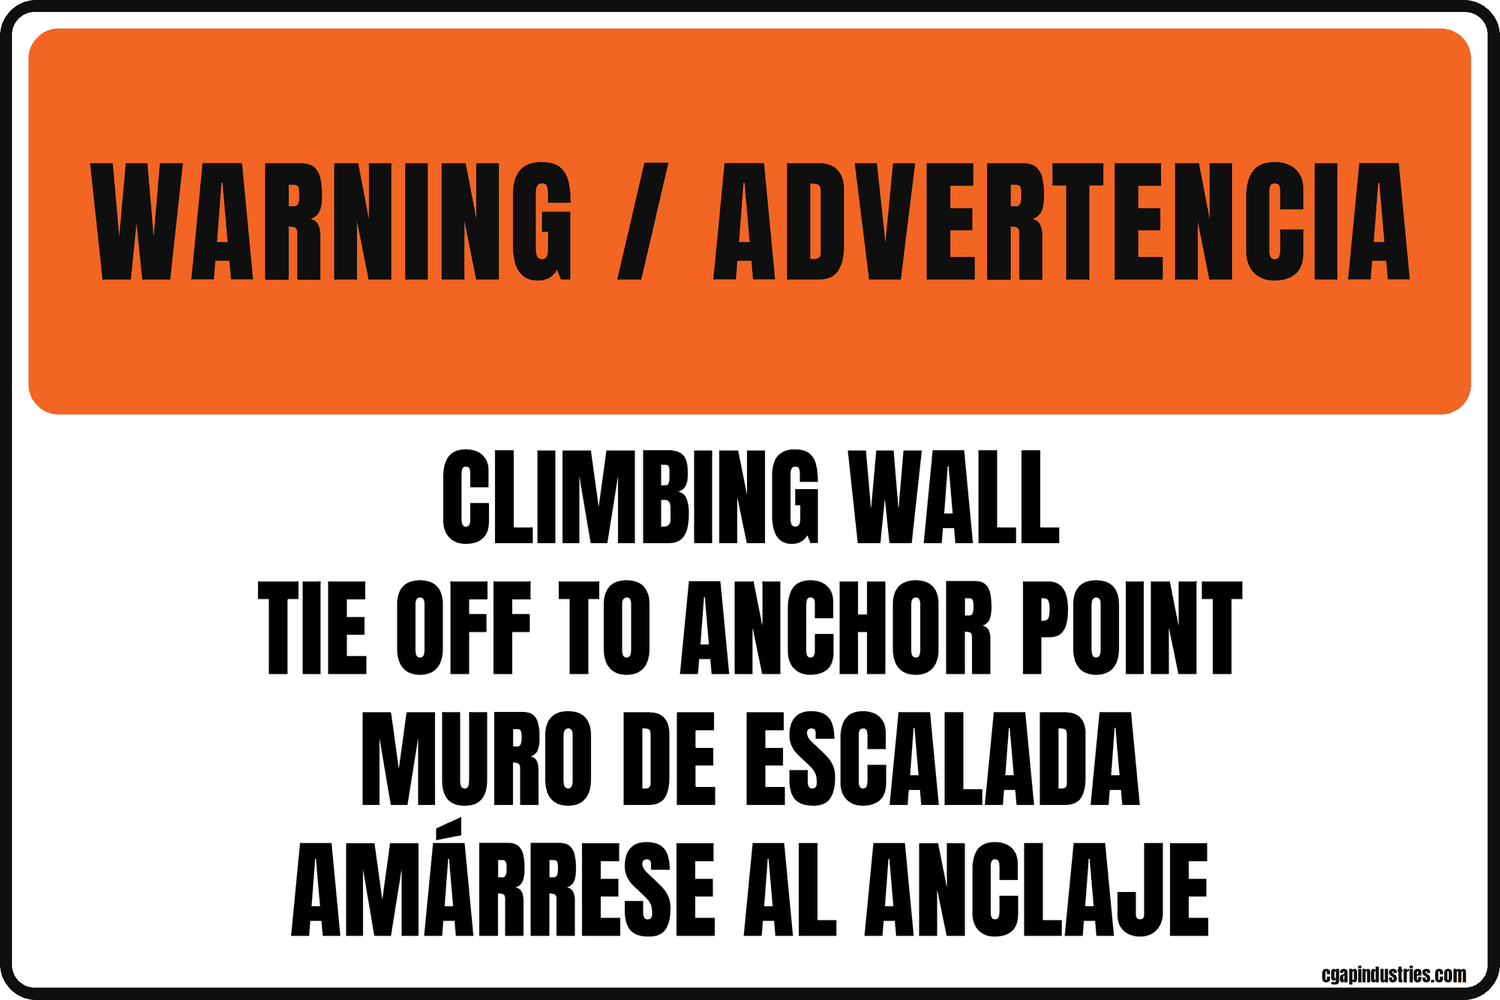 WARNING / ADVERTENCIA
CLIMBING WALL
TIE OFF TO ANCHOR POINT
MURO DE ESCALADA
AMÁRRESE AL ANCLAJE
cgapindustries.com